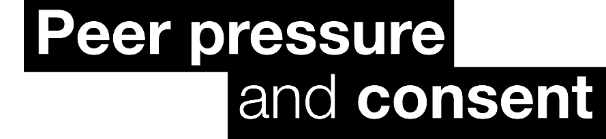 Peer pressure
and consent